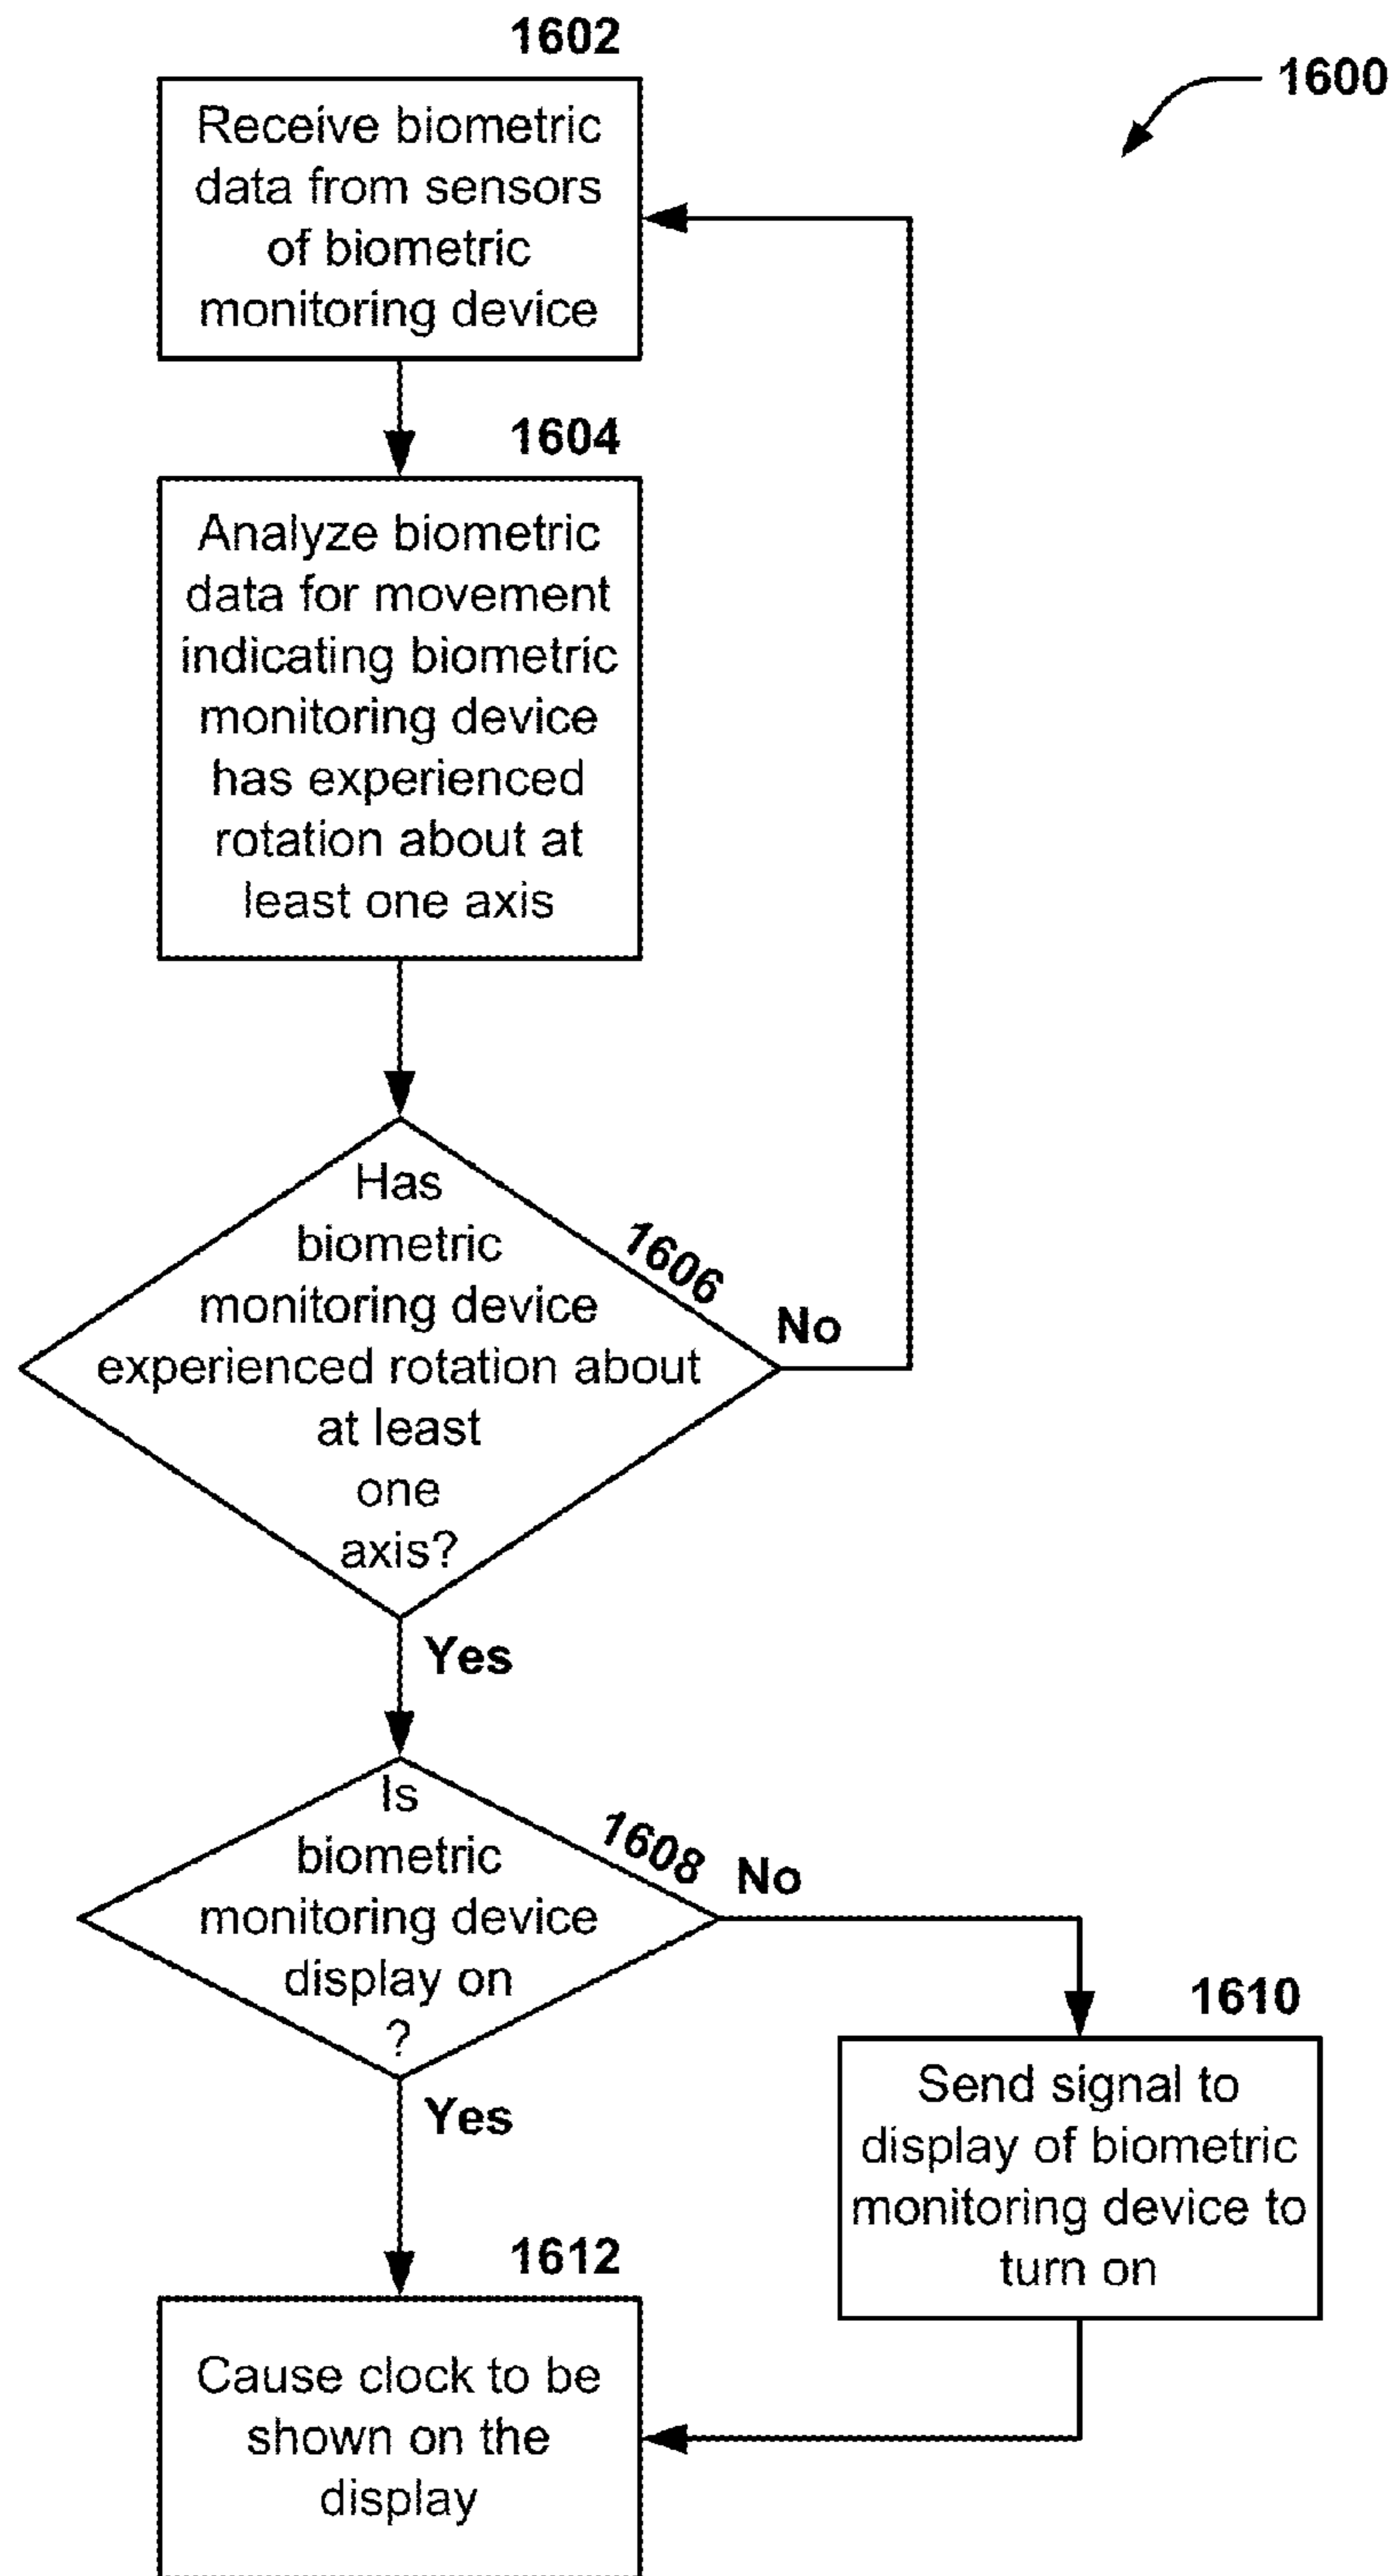 1602
1600
Receive biometric
data from sensors
of biometric
monitoring device
1604
Analyze biometric
data for movement
indicating biometric
monitoring device
has experienced
rotation about at
least one axis
Has
biometric
monitoring device
experienced rotation about
at least
one
axis?
1606
No
Yes
Is
biometric
monitoring device
display on
?
1608
No
Yes
1610
Send signal to
display of biometric
monitoring device to
turn on
1612
Cause clock to be
shown on the
display